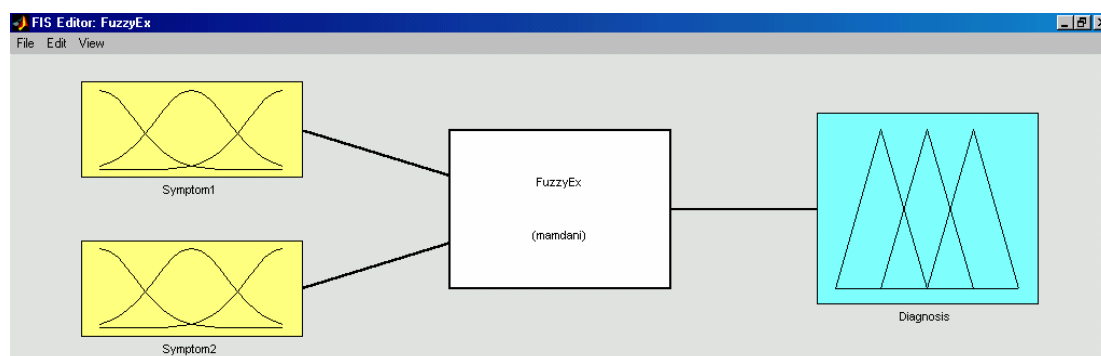 FIS Editor: FuzzyEx
File Edit View
Symptom1
FuzzyEx
(mamdani)
Diagnosis
Symptom2